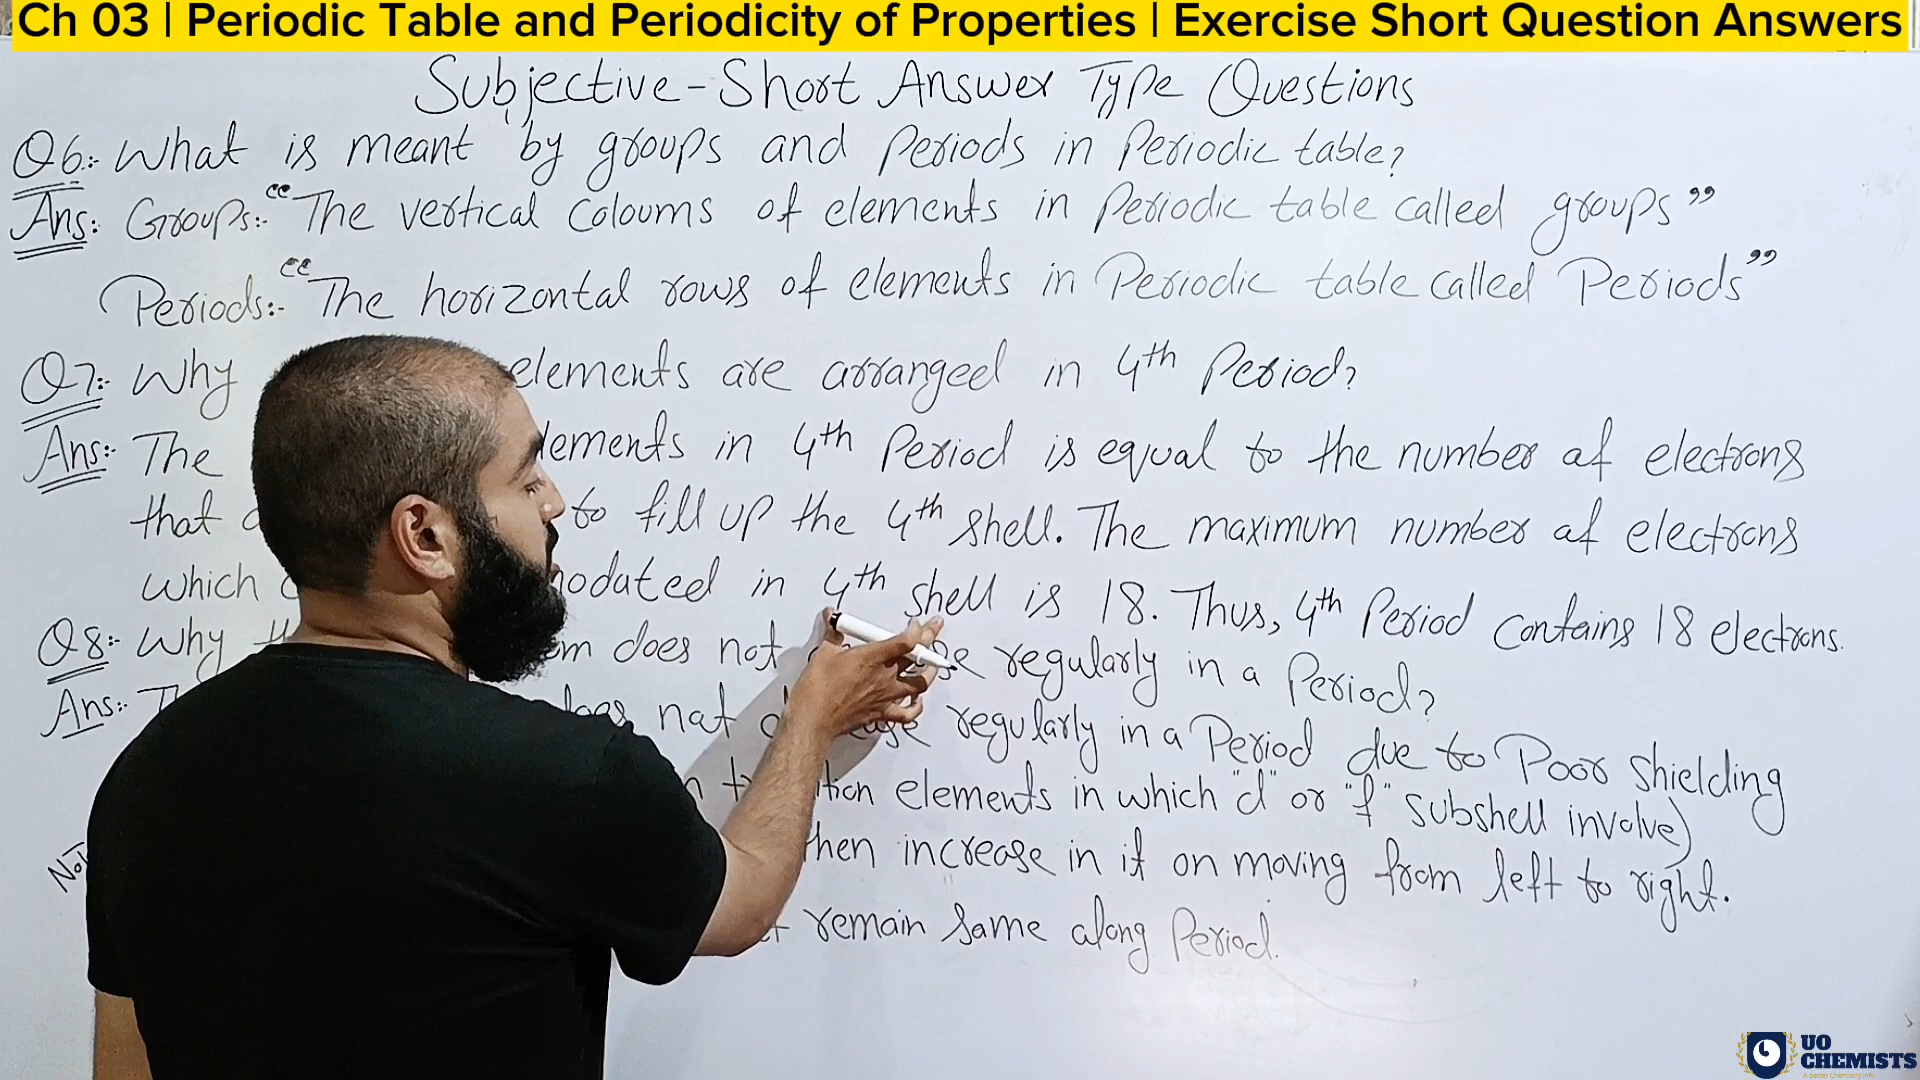 Ch 03 | Periodic Table and Periodicity of Properties | Exercise Short Question Answers
Subjective-Short Answer Type Questions
Q6:- What is meant by groups and Periods in Periodic table?
Ans: Groups:- "The vertical coloums of elements in Periodic table called groups"
Periods:- "The horizontal rows of elements in Periodic table called Periods"
Q7:- Why elements are arranged in 4th Period?
Ans:- The in 4th Period is equal to the number of electrons
that to fill up the 4th shell. The maximum number of electrons
which in 4th shell is 18. Thus, 4th Period contains 18 electrons.
Q8:- Why does not regularly in a Period?
Ans:- not regularly in a Period due to Poor shielding
elements in which "d" or "f" subshell involve)
then increase in it on moving from left to right.
remain same along Period.
UO
CHEMISTS